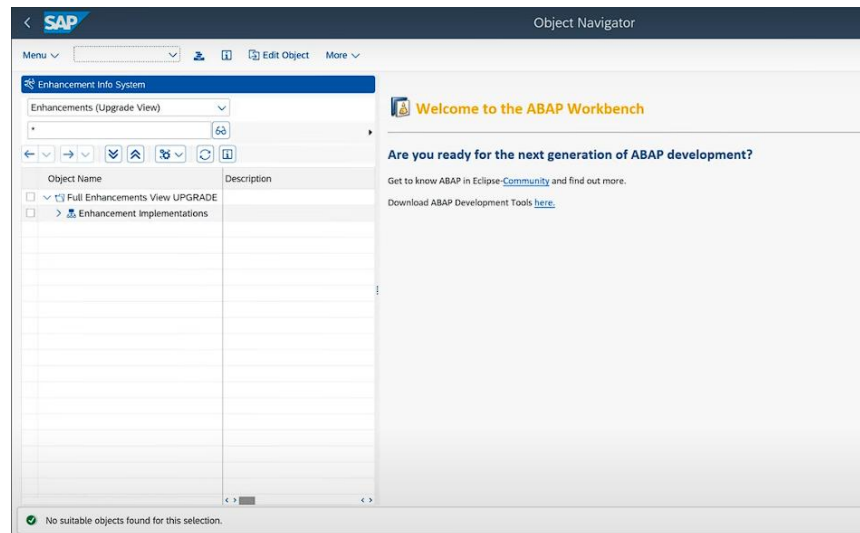 SAP
Object Navigator
Menu
Edit Object
More
Enhancement Info System
Enhancements (Upgrade View)
*
Object Name
Description
Full Enhancements View UPGRADE
Enhancement Implementations
Welcome to the ABAP Workbench
Are you ready for the next generation of ABAP development?
Get to know ABAP in Eclipse-Community and find out more.
Download ABAP Development Tools here.
No suitable objects found for this selection.